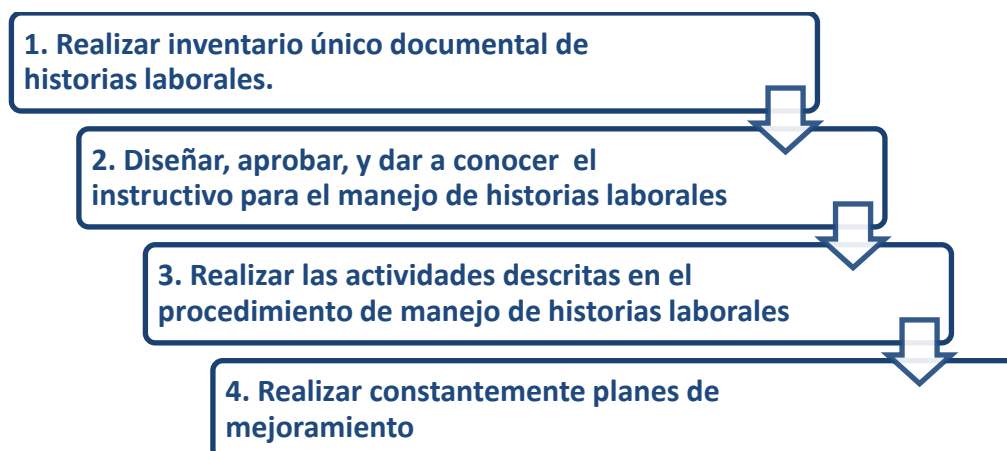 1. Realizar inventario único documental de
historias laborales.
2. Diseñar, aprobar, y dar a conocer el
instructivo para el manejo de historias laborales
3. Realizar las actividades descritas en el
procedimiento de manejo de historias laborales
4. Realizar constantemente planes de
mejoramiento